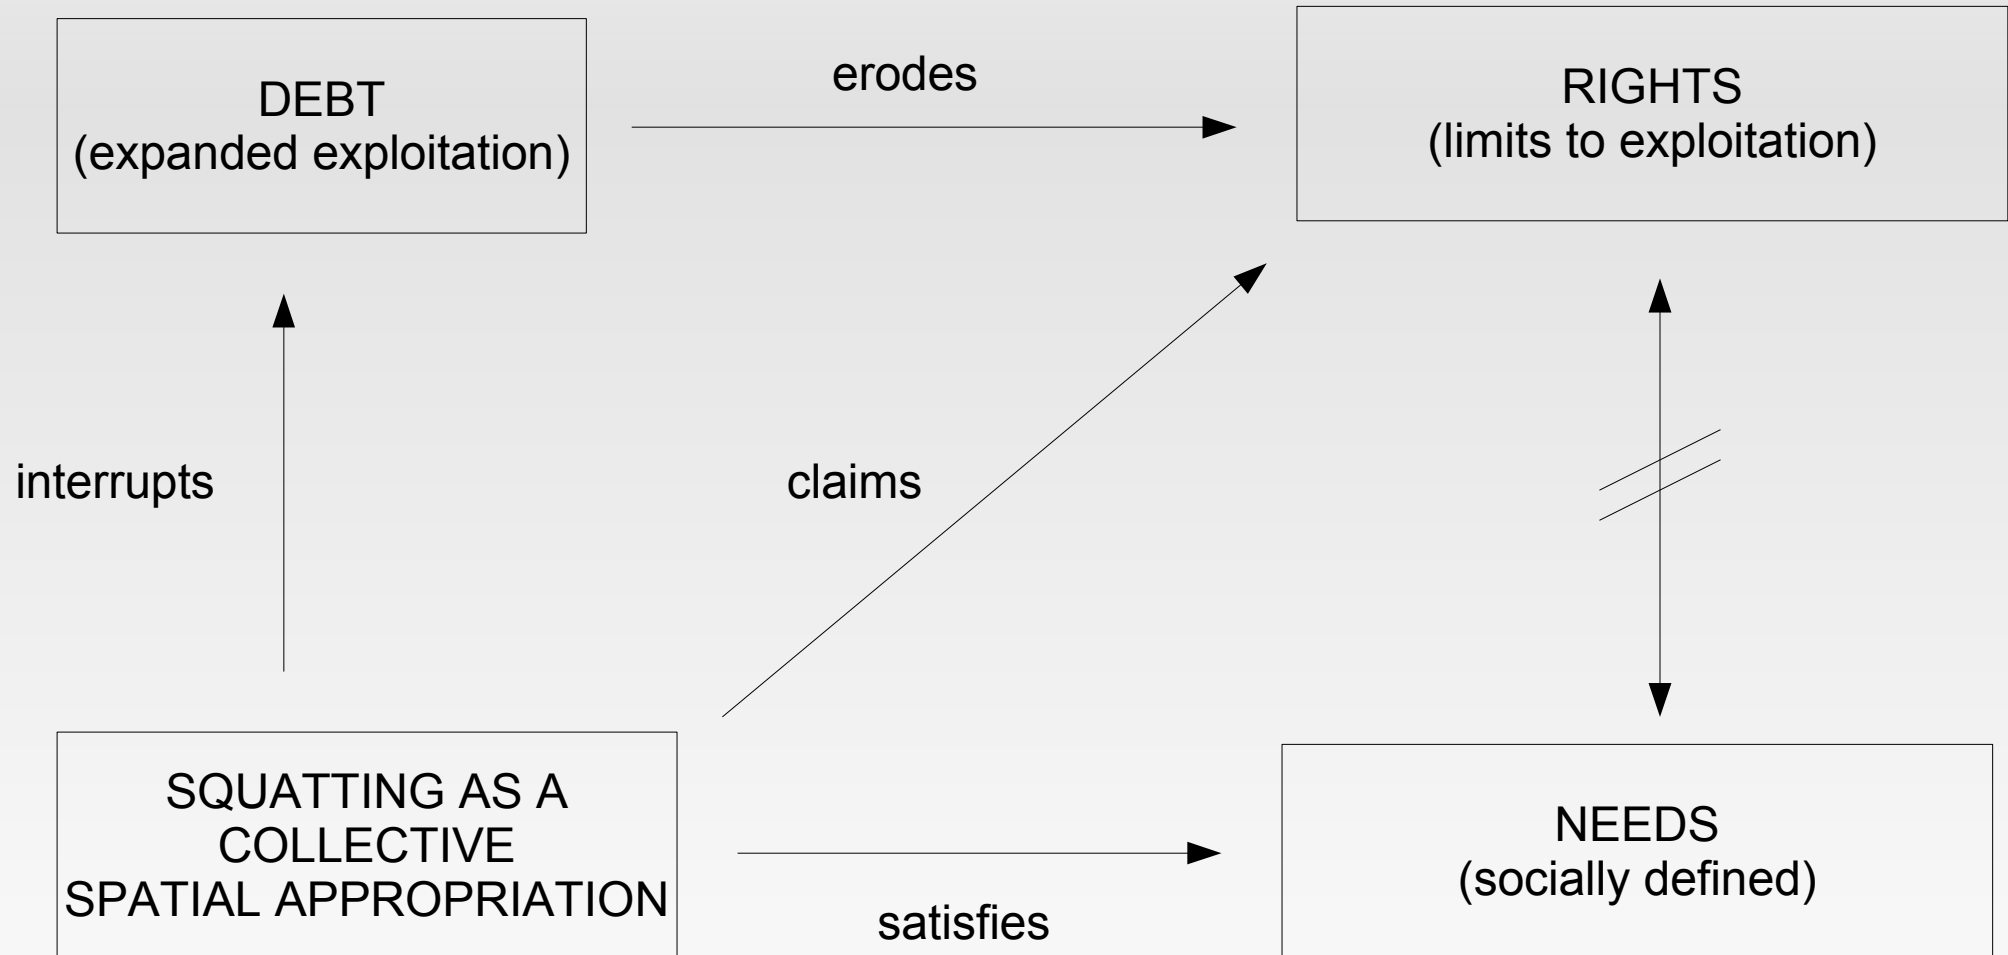 DEBT
(expanded exploitation)
erodes
RIGHTS
(limits to exploitation)
interrupts
claims
SQUATTING AS A
COLLECTIVE
SPATIAL APPROPRIATION
satisfies
NEEDS
(socially defined)